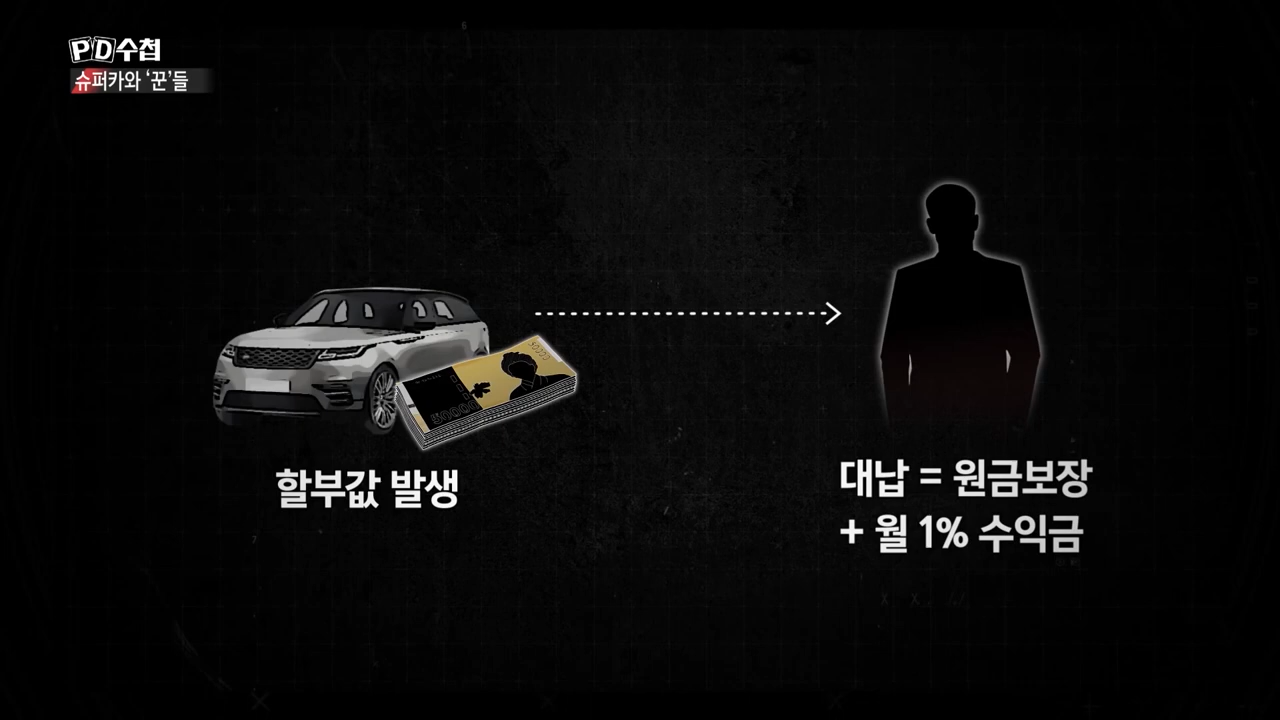 PD수첩
슈퍼카와 '꾼'들
할부값 발생
대납 = 원금보장
+ 월 1% 수익금